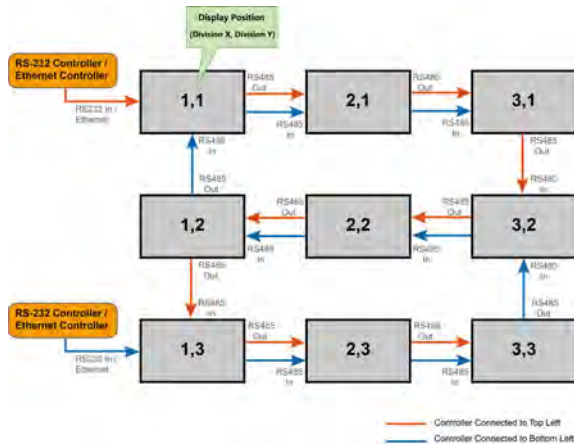 Display Position
(Division X, Division Y)
RS-232 Controller /
Ethernet Controller
RS232 In /
Ethernet
1,1
RS485
Out
RS485
In
2,1
RS485
Out
RS485
In
3,1
RS485
In
RS485
Out
RS485
Out
RS485
In
1,2
RS485
Out
RS485
In
2,2
RS485
Out
RS485
In
3,2
RS485
Out
RS485
In
RS485
In
RS485
Out
RS-232 Controller /
Ethernet Controller
RS232 In /
Ethernet
1,3
RS485
Out
RS485
In
2,3
RS485
Out
RS485
In
3,3
Controller Connected to Top Left
Controller Connected to Bottom Left